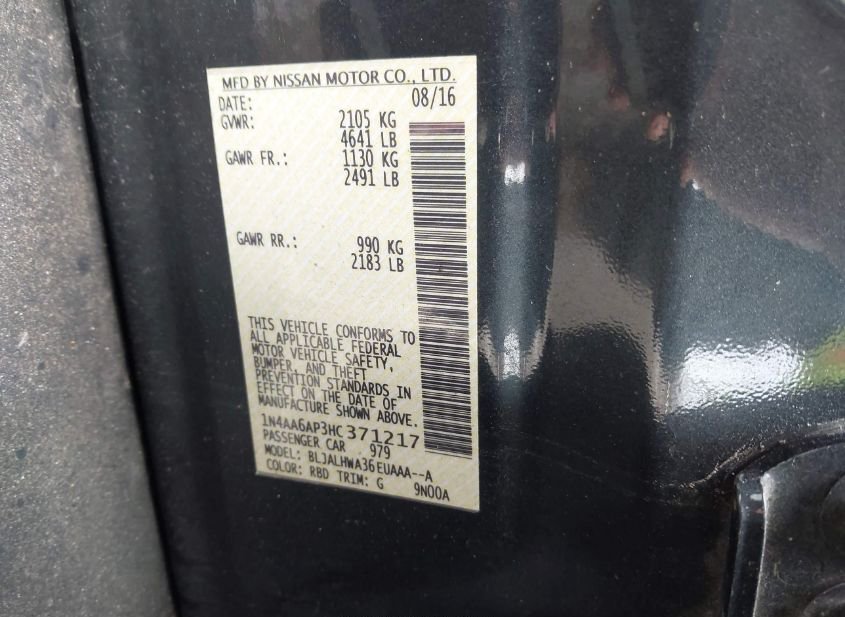 MFD BY NISSAN MOTOR CO., LTD.
DATE: 08/16
GVWR: 2105 KG
4641 LB
GAWR FR.: 1130 KG
2491 LB
GAWR RR.: 990 KG
2183 LB
THIS VEHICLE CONFORMS TO
ALL APPLICABLE FEDERAL
MOTOR VEHICLE SAFETY,
BUMPER, AND THEFT
PREVENTION STANDARDS IN
EFFECT ON THE DATE OF
MANUFACTURE SHOWN ABOVE.
1N4AA6AP3HC371217
PASSENGER CAR 979
MODEL: BLJALHWA36EUAAA--A
COLOR: RBD TRIM: G 9N00A